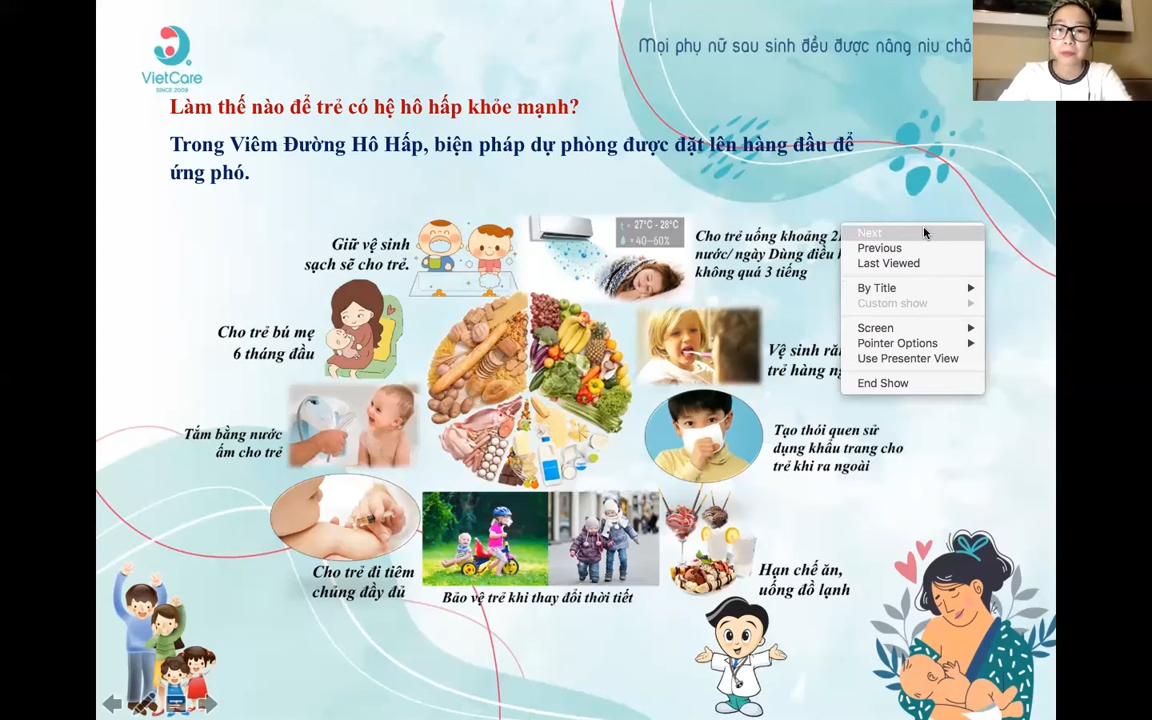 VietCare
SINCE 2009
Mọi phụ nữ sau sinh đều được nâng niu
Làm thế nào để trẻ có hệ hô hấp khỏe mạnh?
Trong Viêm Đường Hô Hấp, biện pháp dự phòng được đặt lên hàng đầu để
ứng phó.
Giữ vệ sinh
sạch sẽ cho trẻ.
t = 27°C - 28°C
= 40–60%
Cho trẻ uống khoảng
nước/ ngày Dùng điều
không quá 3 tiếng
Next
Previous
Last Viewed
By Title
Custom show
Screen
Pointer Options
Use Presenter View
End Show
Cho trẻ bú mẹ
6 tháng đầu
Vệ sinh
trẻ hàng
Tắm bằng nước
ấm cho trẻ
Tạo thói quen sử
dụng khẩu trang cho
trẻ khi ra ngoài
Cho trẻ đi tiêm
chủng đầy đủ
Bảo vệ trẻ khi thay đổi thời tiết
Hạn chế ăn,
uống đồ lạnh